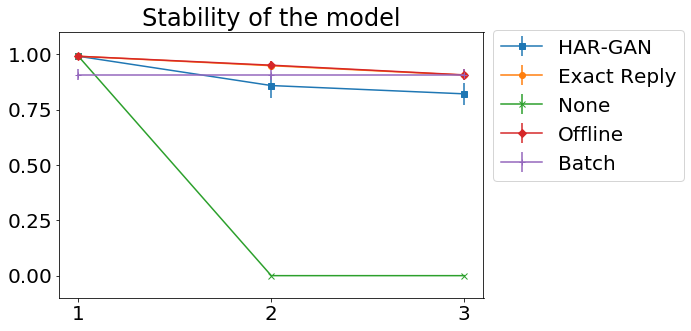 Stability of the model
1.00
0.75
0.50
0.25
0.00
1 2 3
HAR-GAN
Exact Reply
None
Offline
Batch